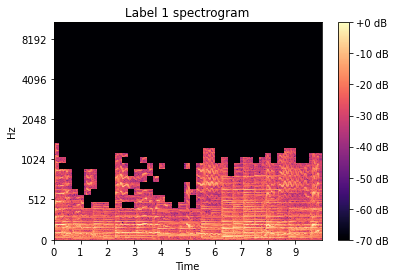 Label 1 spectrogram
Hz
8192
4096
2048
1024
512
0
0 1 2 3 4 5 6 7 8 9
Time
+0 dB
-10 dB
-20 dB
-30 dB
-40 dB
-50 dB
-60 dB
-70 dB